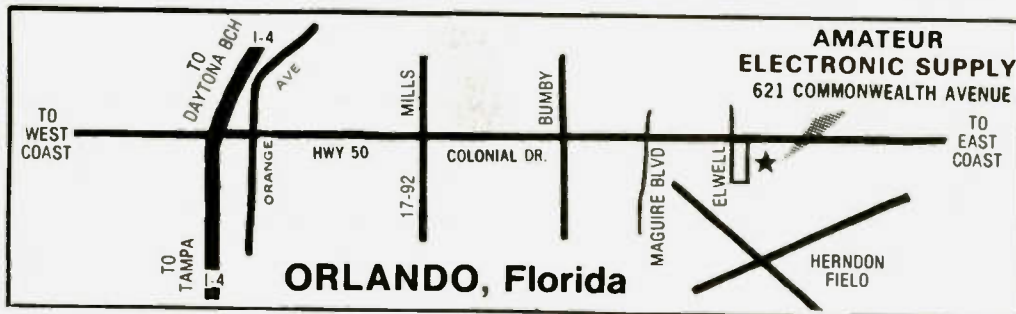 AMATEUR
ELECTRONIC SUPPLY
621 COMMONWEALTH AVENUE
TO
DAYTONA BCH
I-4
AVE
ORANGE
MILLS
17-92
BUMBY
TO
WEST
COAST
HWY 50
COLONIAL DR.
MAGUIRE BLVD
ELWELL
★
TO
EAST
COAST
TO
TAMPA
I-4
ORLANDO, Florida
HERNDON
FIELD